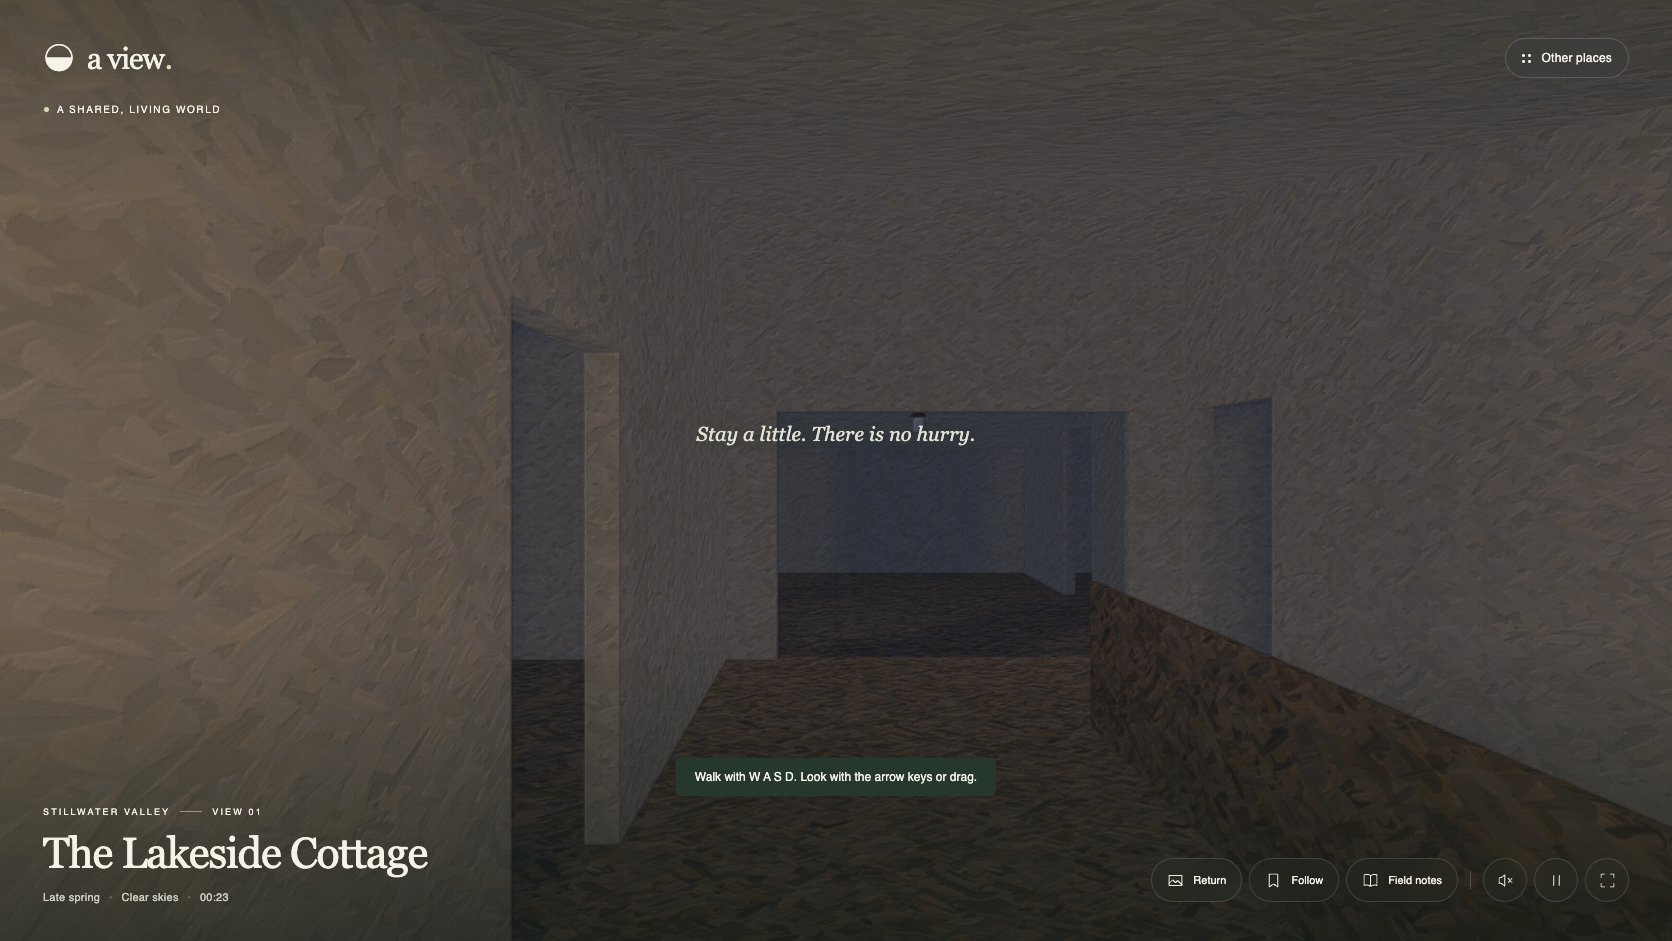 a view.
Other places
A SHARED, LIVING WORLD
Stay a little. There is no hurry.
Walk with W A S D. Look with the arrow keys or drag.
STILLWATER VALLEY — VIEW 01
The Lakeside Cottage
Late spring · Clear skies · 00:23
Return
Follow
Field notes